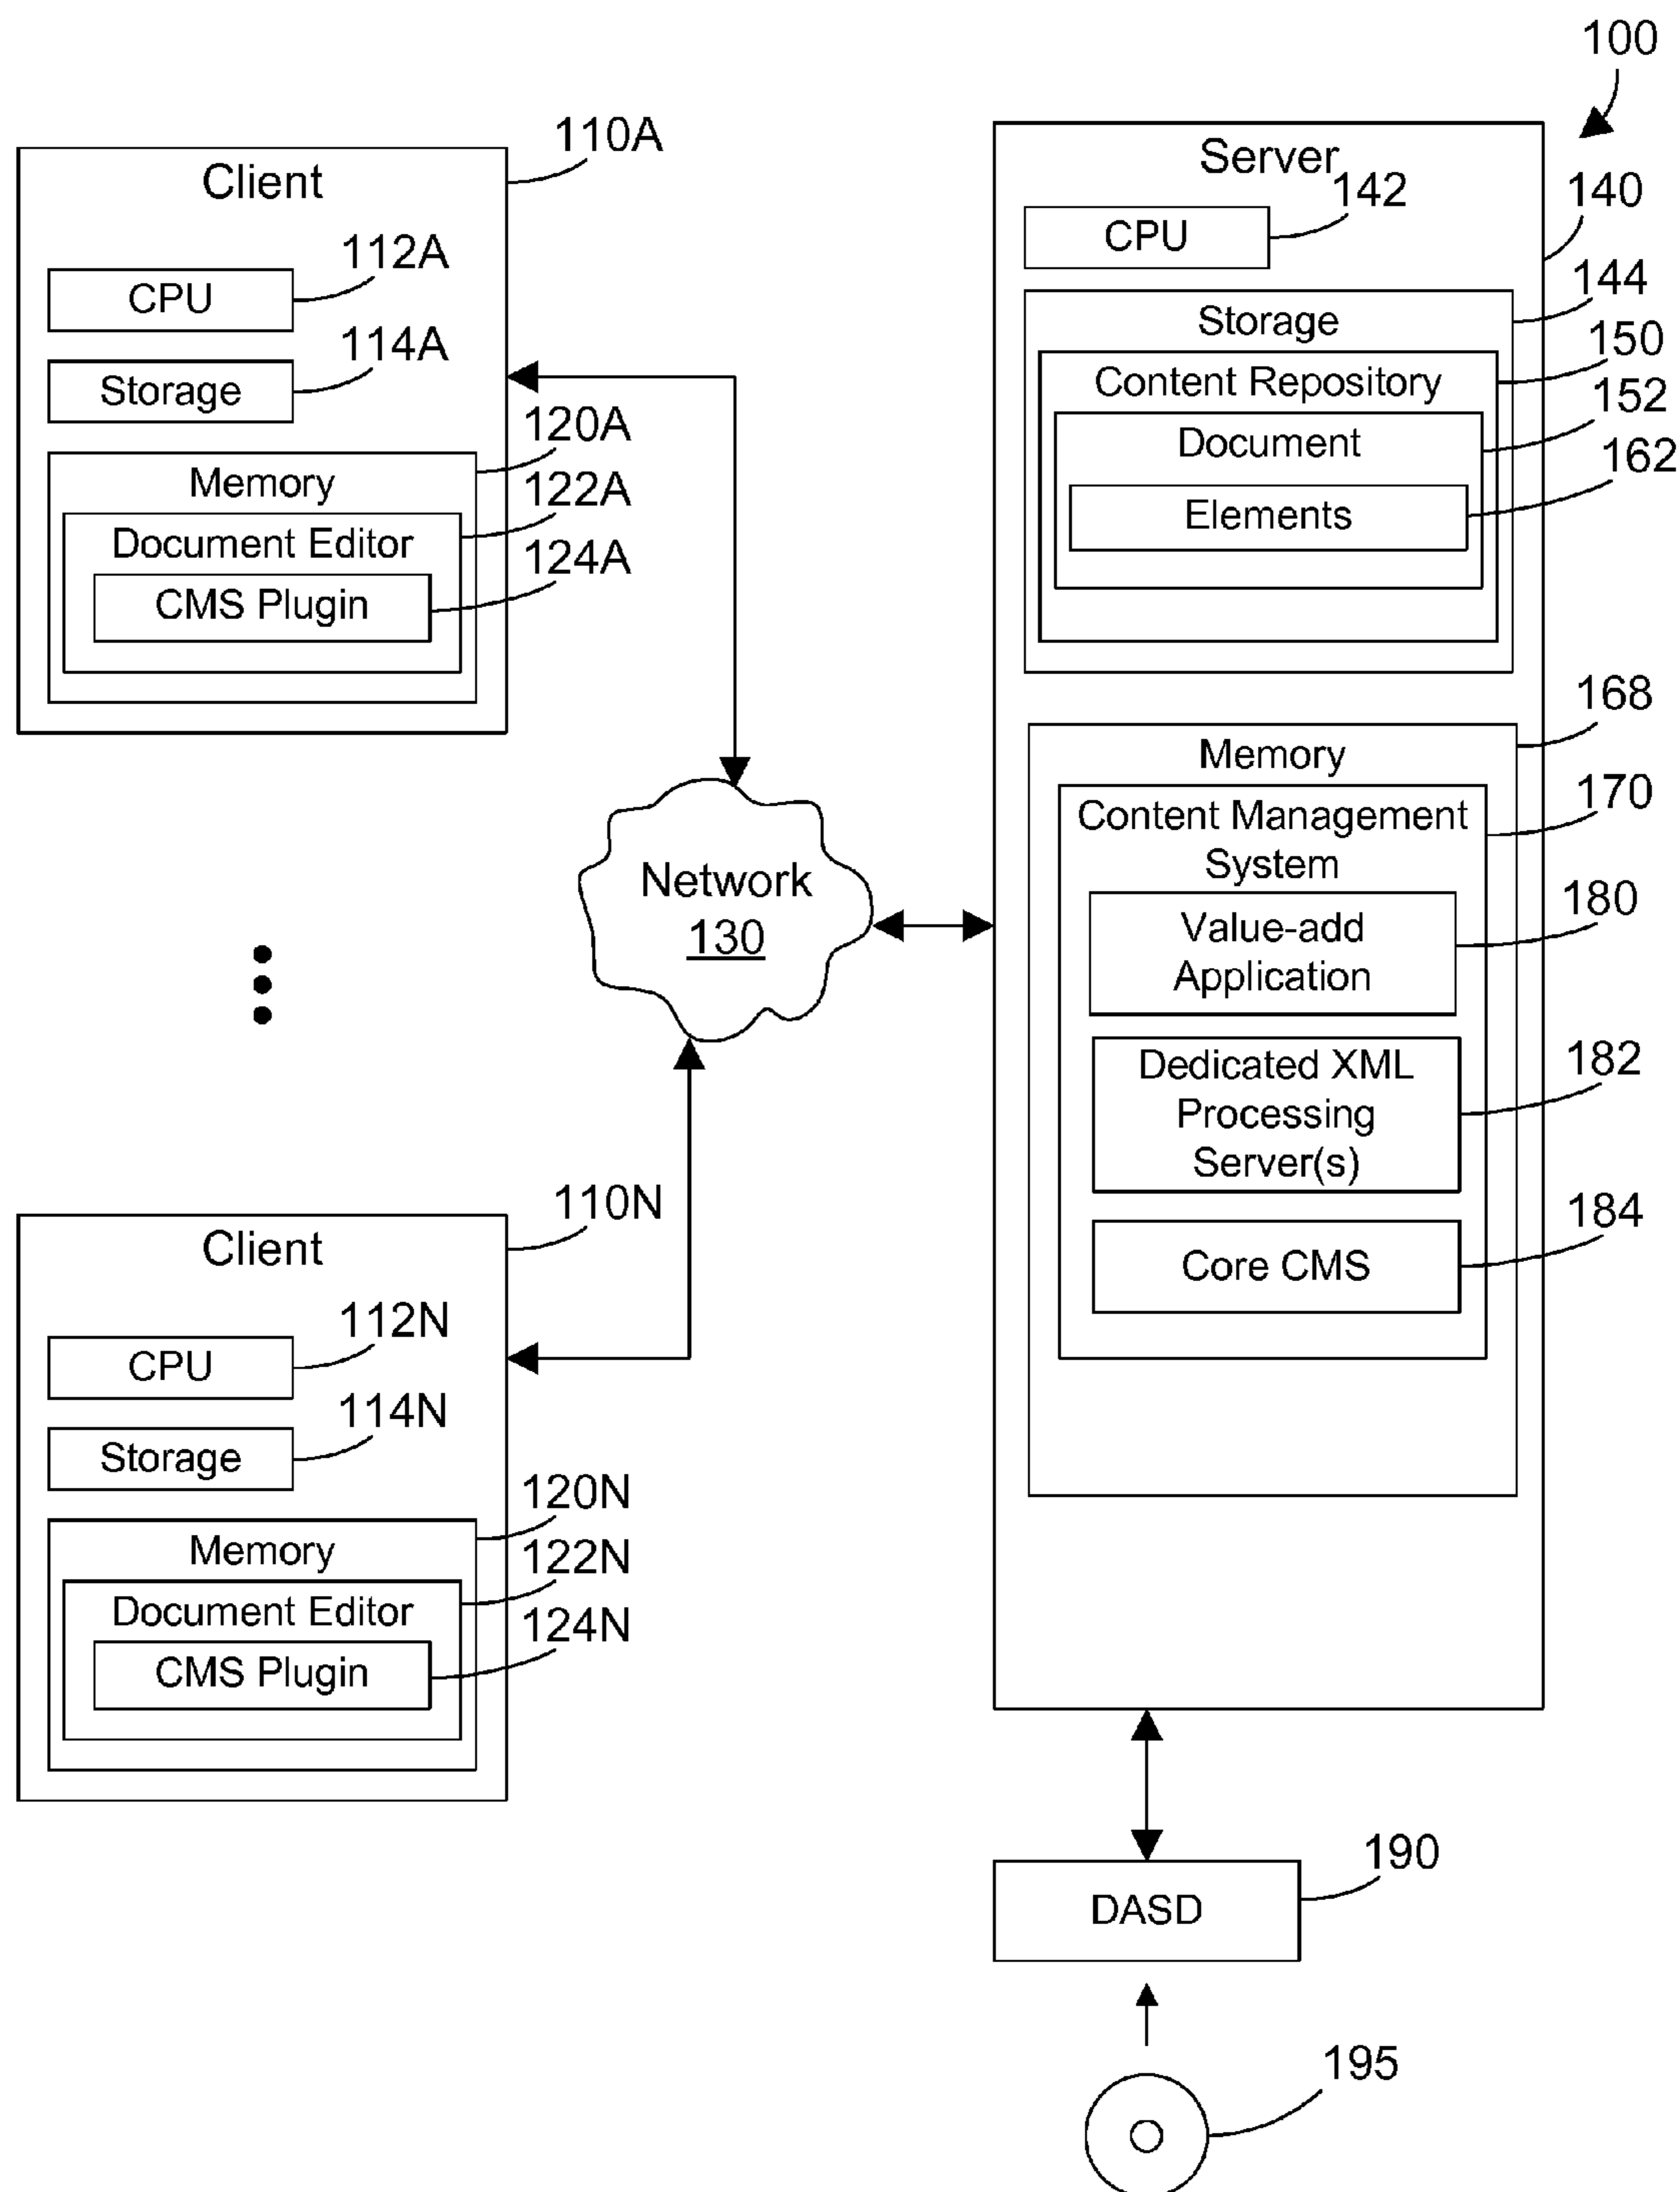 100
110A
Client
112A
CPU
114A
Storage
120A
Memory
122A
Document Editor
124A
CMS Plugin
Network
130
110N
Client
112N
CPU
114N
Storage
120N
Memory
122N
Document Editor
124N
CMS Plugin
Server
140
142
CPU
144
Storage
150
Content Repository
152
Document
162
Elements
168
Memory
170
Content Management
System
180
Value-add
Application
182
Dedicated XML
Processing
Server(s)
184
Core CMS
190
DASD
195